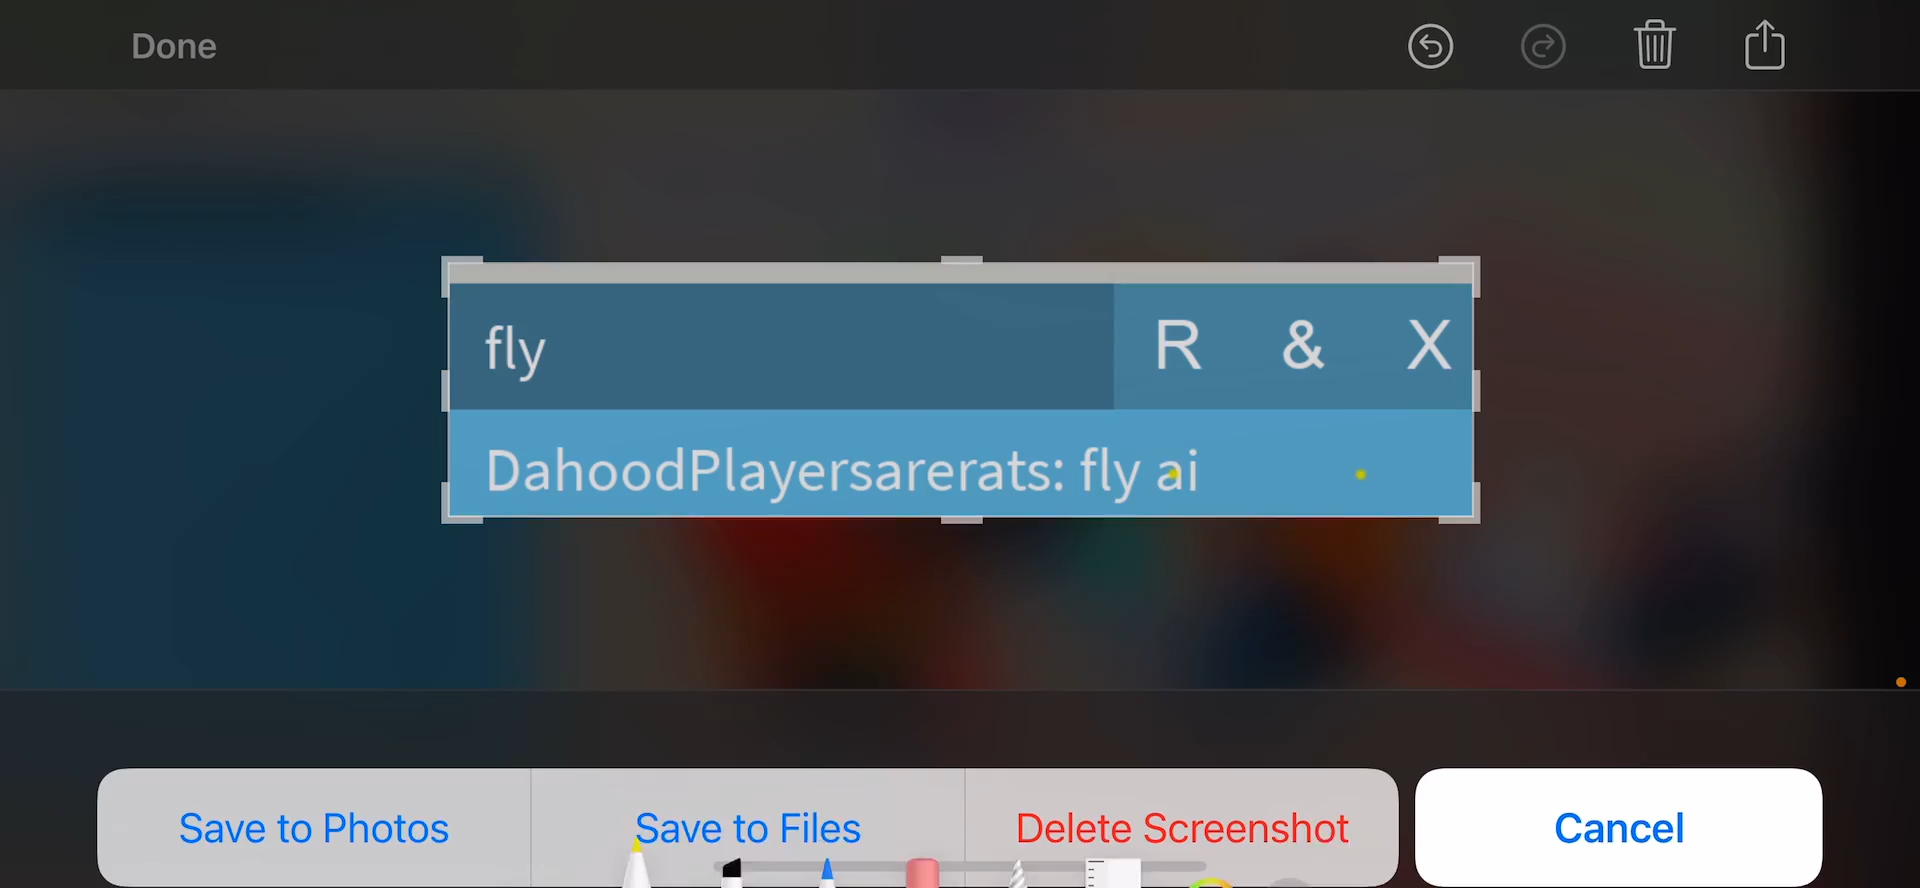 Done
fly R & X
DahoodPlayersarerats: fly ai
Save to Photos Save to Files Delete Screenshot Cancel